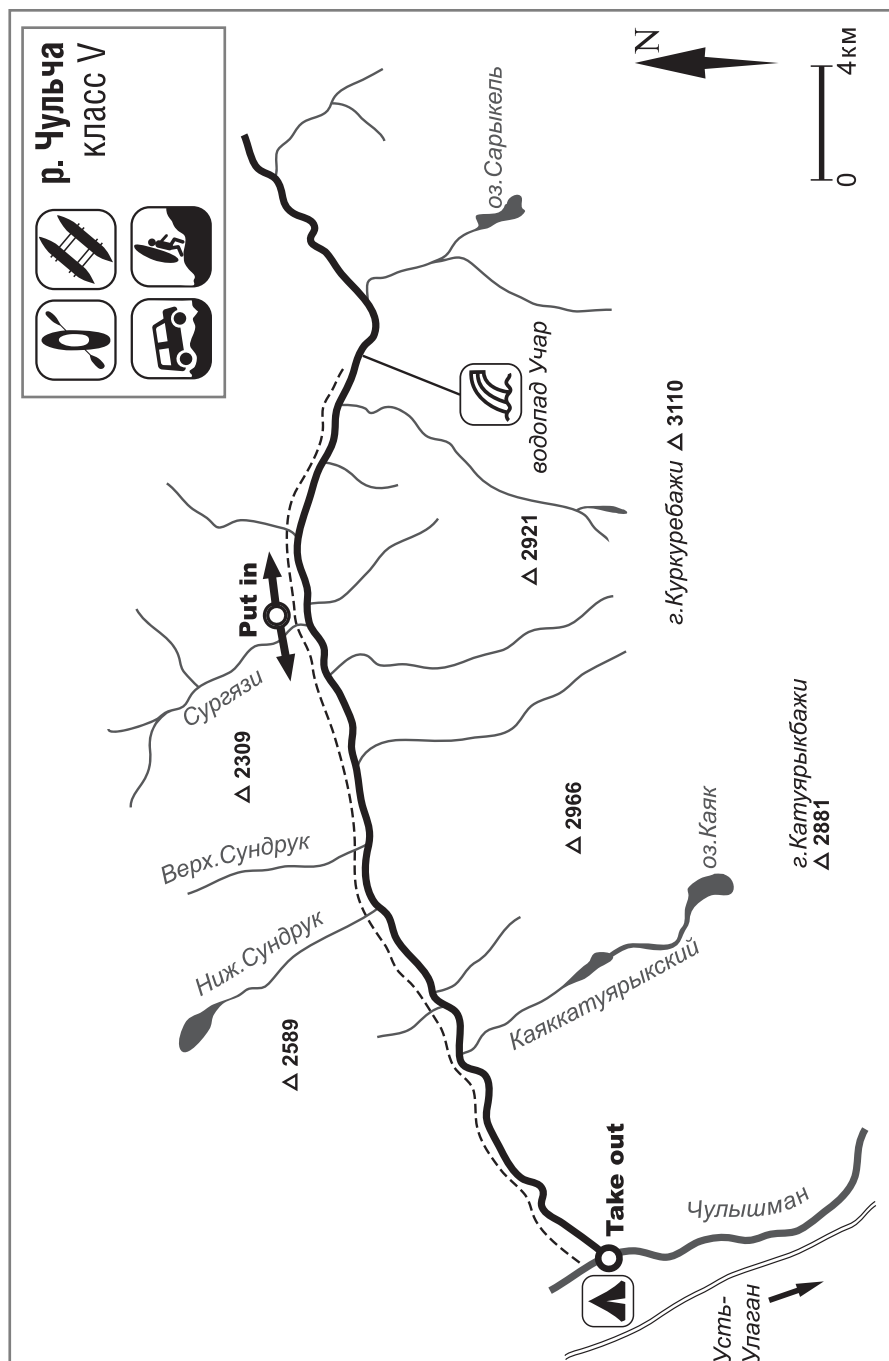 р. Чульча
класс V
N
0
4км
оз.Сарыкель
водопад Учар
г.Куркуребажи △ 3110
△ 2921
Put in
Сургязи
△ 2309
Верх.Сундрук
△ 2966
г.Катуярыкбажи
△ 2881
оз.Каяк
Ниж.Сундрук
Каяккатуярыкский
△ 2589
Take out
Чулышман
Усть-
Улаган